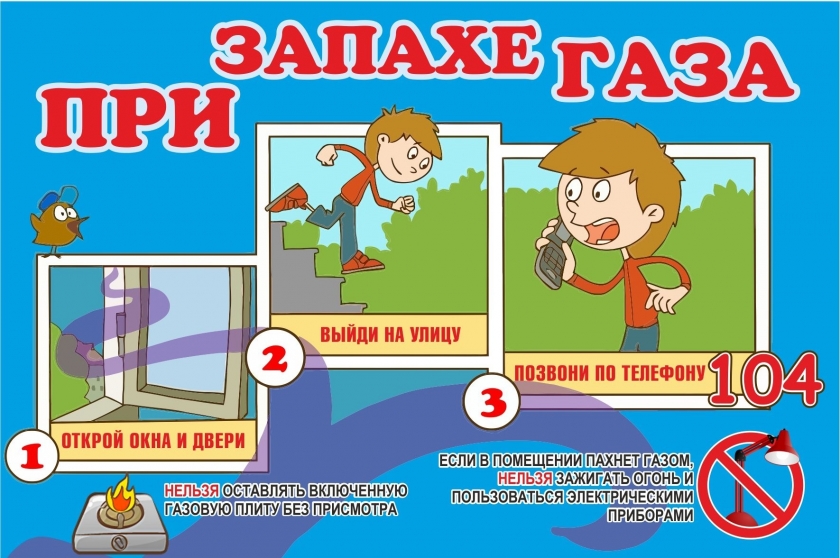 ПРИ ЗАПАХЕ ГАЗА
1 ОТКРОЙ ОКНА И ДВЕРИ
2 ВЫЙДИ НА УЛИЦУ
3 ПОЗВОНИ ПО ТЕЛЕФОНУ 104
НЕЛЬЗЯ ОСТАВЛЯТЬ ВКЛЮЧЕННУЮ
ГАЗОВУЮ ПЛИТУ БЕЗ ПРИСМОТРА
ЕСЛИ В ПОМЕЩЕНИИ ПАХНЕТ ГАЗОМ,
НЕЛЬЗЯ ЗАЖИГАТЬ ОГОНЬ И
ПОЛЬЗОВАТЬСЯ ЭЛЕКТРИЧЕСКИМИ
ПРИБОРАМИ